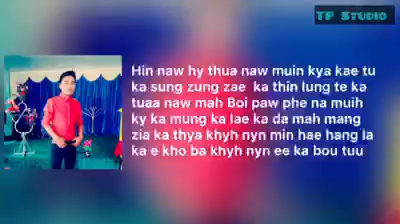 TP Studio
Hin naw hy thua naw muin kya kae tu
ka sung zung zae ka thin lung te ka
tuaa naw mah Boi paw phe na muih
ky ka mung ka lae ka da mah mang
zia ka thya khyh nyn min hae hang la
ka e kho ba khyh nyn ee ka bou tuu